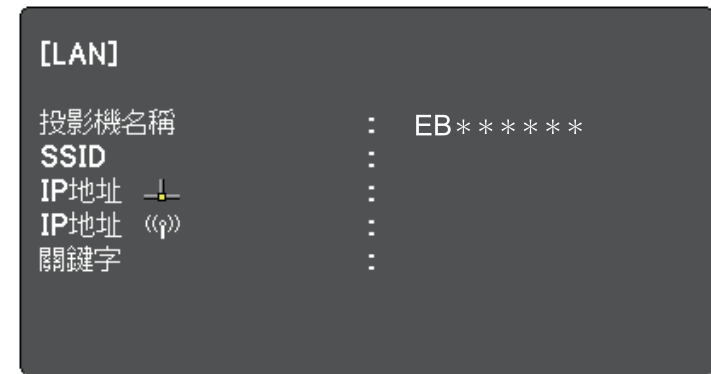 [LAN]
投影機名稱 : EB******
SSID :
IP地址 :
IP地址 :
關鍵字 :